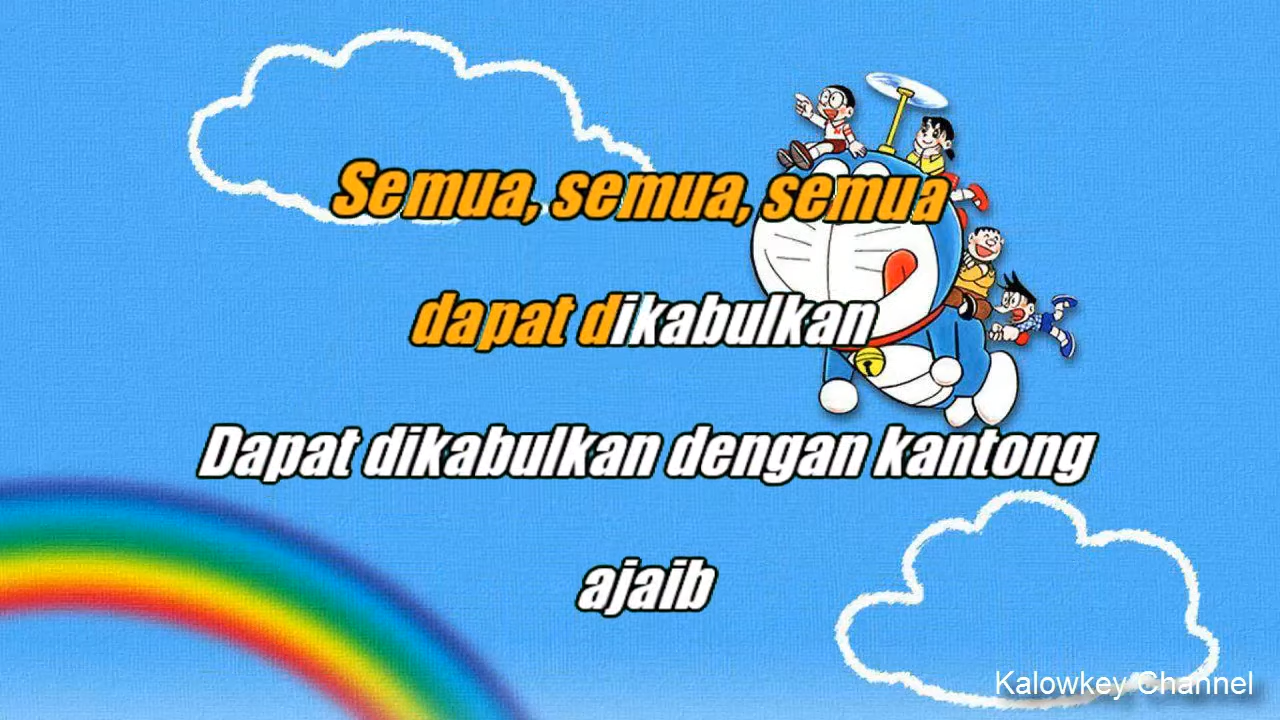 Semua, semua, semua
dapat dikabulkan
Dapat dikabulkan dengan kantong
ajaib
Kalowkey Channel